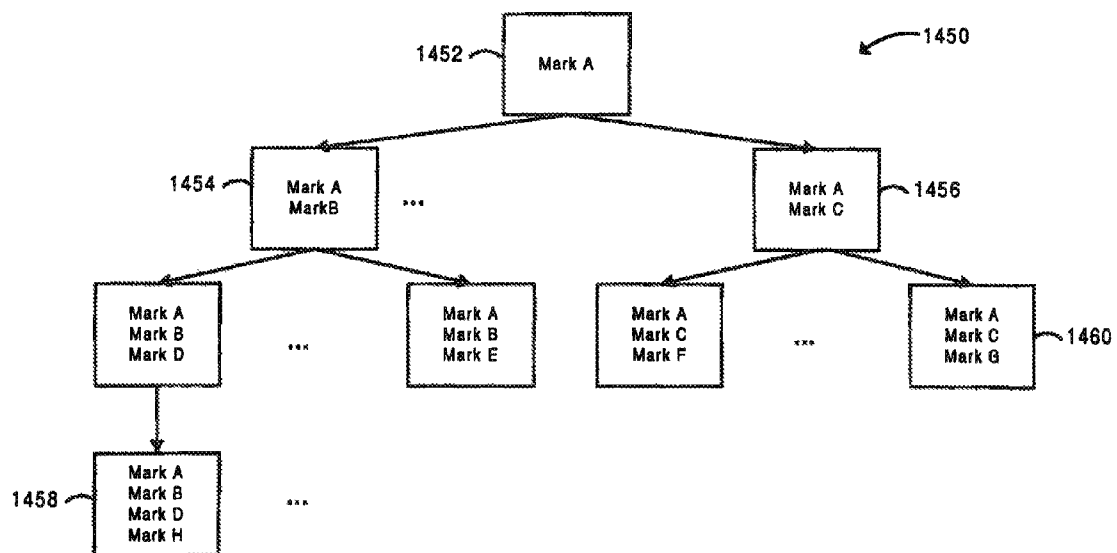 1450
1452
Mark A
1454
Mark A
MarkB
...
Mark A
Mark C
1456
Mark A
Mark B
Mark D
...
Mark A
Mark B
Mark E
Mark A
Mark C
Mark F
...
Mark A
Mark C
Mark G
1460
1458
Mark A
Mark B
Mark D
Mark H
...